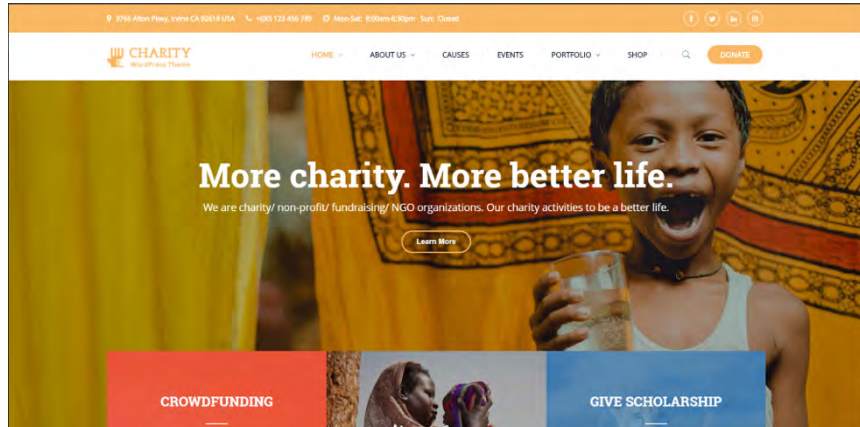 9766 Alton Pkwy, Irvine CA 92618 USA +(00) 123 456 789 Mon-Sat: 8:00am-6:30pm Sun: Closed
CHARITY
WordPress Theme
HOME ABOUT US CAUSES EVENTS PORTFOLIO SHOP DONATE
More charity. More better life.
We are charity/ non-profit/ fundraising/ NGO organizations. Our charity activities to be a better life.
Learn More
CROWDFUNDING GIVE SCHOLARSHIP